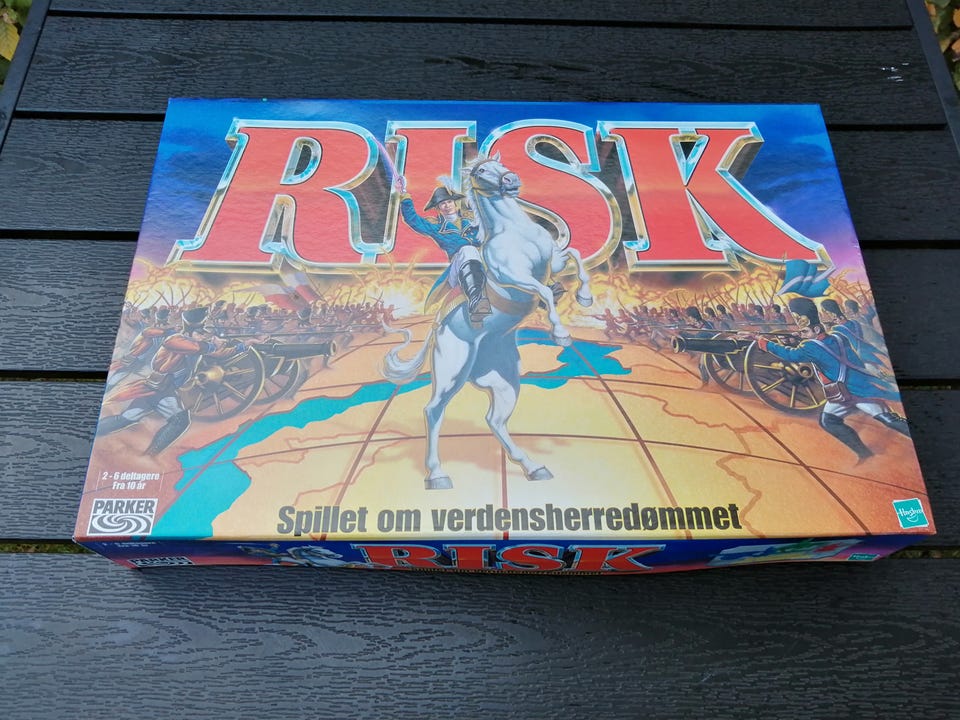 RISK
2 - 6 deltagere
Fra 10 år
PARKER
Spillet om verdensherredømmet
Hasbro
RISK